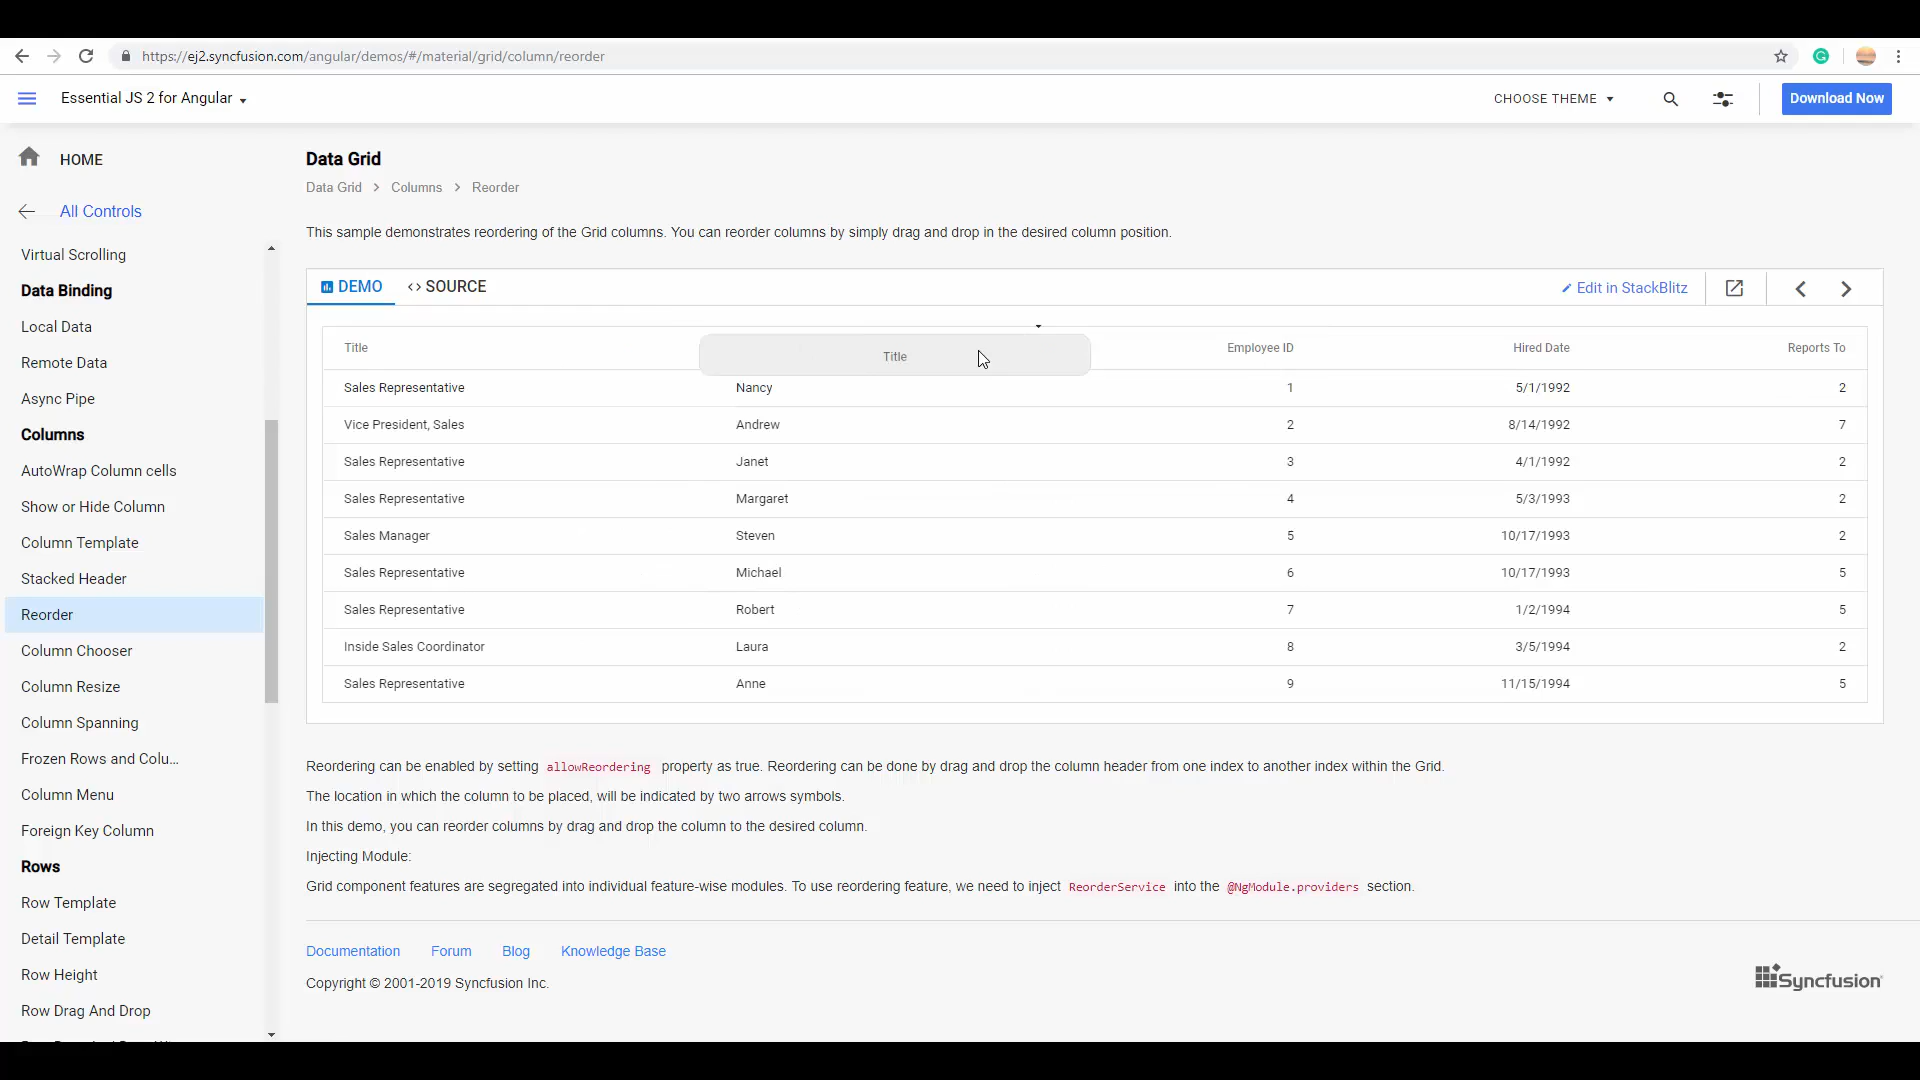 https://ej2.syncfusion.com/angular/demos/#/material/grid/column/reorder
Essential JS 2 for Angular
CHOOSE THEME
Download Now
HOME
All Controls
Virtual Scrolling
Data Binding
Local Data
Remote Data
Async Pipe
Columns
AutoWrap Column cells
Show or Hide Column
Column Template
Stacked Header
Reorder
Column Chooser
Column Resize
Column Spanning
Frozen Rows and Colu...
Column Menu
Foreign Key Column
Rows
Row Template
Detail Template
Row Height
Row Drag And Drop
Data Grid
Data Grid > Columns > Reorder
This sample demonstrates reordering of the Grid columns. You can reorder columns by simply drag and drop in the desired column position.
DEMO <> SOURCE Edit in StackBlitz
Title Title Employee ID Hired Date Reports To
Sales Representative Nancy 1 5/1/1992 2
Vice President, Sales Andrew 2 8/14/1992 7
Sales Representative Janet 3 4/1/1992 2
Sales Representative Margaret 4 5/3/1993 2
Sales Manager Steven 5 10/17/1993 2
Sales Representative Michael 6 10/17/1993 5
Sales Representative Robert 7 1/2/1994 5
Inside Sales Coordinator Laura 8 3/5/1994 2
Sales Representative Anne 9 11/15/1994 5
Reordering can be enabled by setting allowReordering property as true. Reordering can be done by drag and drop the column header from one index to another index within the Grid.
The location in which the column to be placed, will be indicated by two arrows symbols.
In this demo, you can reorder columns by drag and drop the column to the desired column.
Injecting Module:
Grid component features are segregated into individual feature-wise modules. To use reordering feature, we need to inject ReorderService into the @NgModule.providers section.
Documentation Forum Blog Knowledge Base
Copyright © 2001-2019 Syncfusion Inc.
Syncfusion